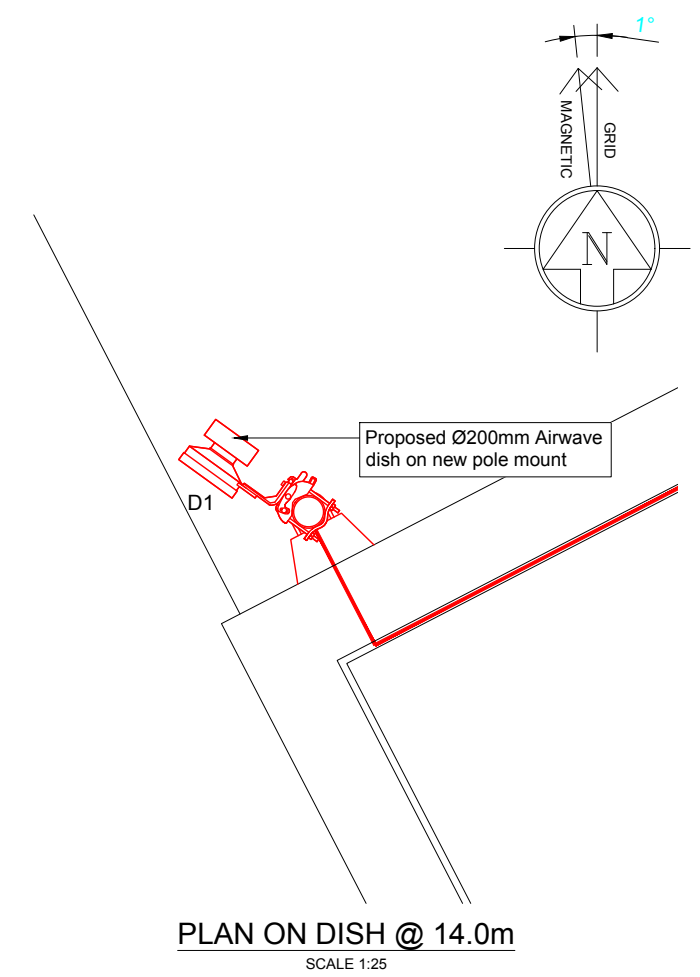 1°
MAGNETIC
GRID
N
Proposed Ø200mm Airwave
dish on new pole mount
D1
PLAN ON DISH @ 14.0m
SCALE 1:25